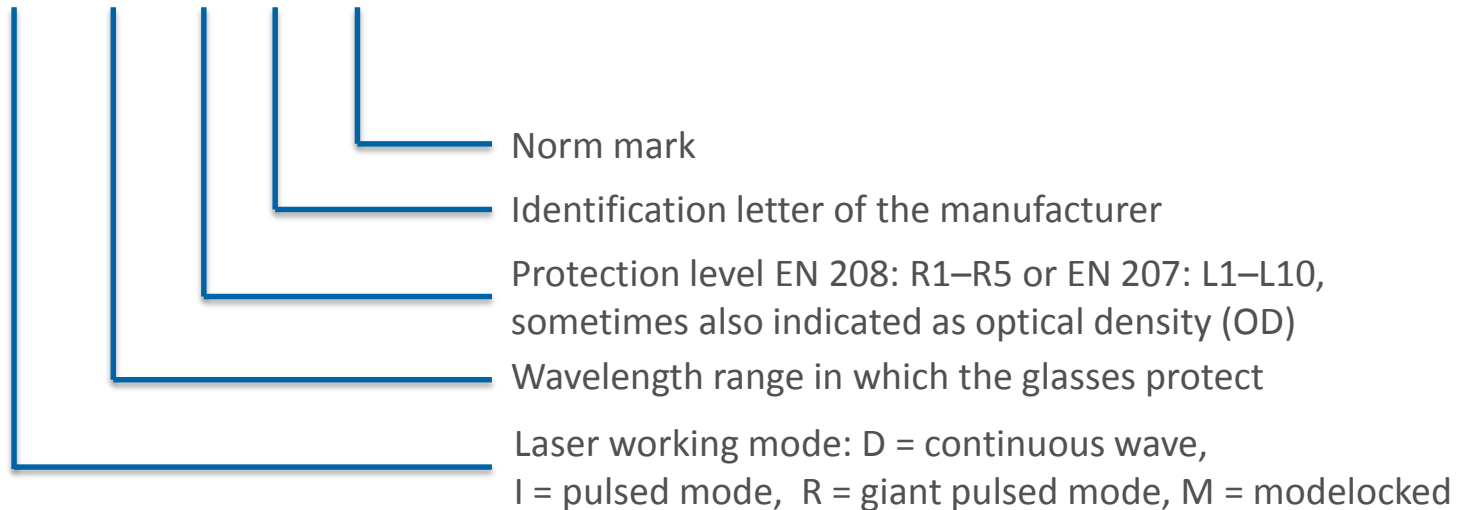 Norm mark
Identification letter of the manufacturer
Protection level EN 208: R1–R5 or EN 207: L1–L10,
sometimes also indicated as optical density (OD)
Wavelength range in which the glasses protect
Laser working mode: D = continuous wave,
I = pulsed mode,  R = giant pulsed mode, M = modelocked